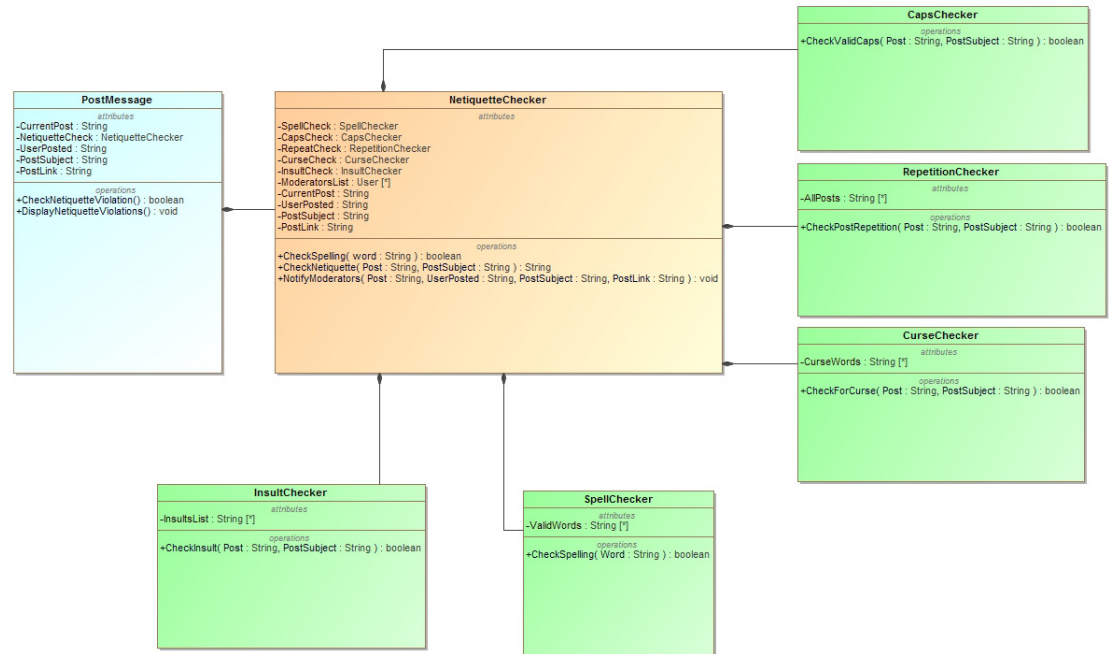 PostMessage
attributes
-CurrentPost : String
-NetiquetteCheck : NetiquetteChecker
-UserPosted : String
-PostSubject : String
-PostLink : String
operations
+CheckNetiquetteViolation() : boolean
+DisplayNetiquetteViolations() : void
NetiquetteChecker
attributes
-SpellCheck : SpellChecker
-CapsCheck : CapsChecker
-RepeatCheck : RepetitionChecker
-CurseCheck : CurseChecker
-InsultCheck : InsultChecker
-ModeratorsList : User [*]
-CurrentPost : String
-UserPosted : String
-PostSubject : String
-PostLink : String
operations
+CheckSpelling( word : String ) : boolean
+CheckNetiquette( Post : String, PostSubject : String ) : String
+NotifyModerators( Post : String, UserPosted : String, PostSubject : String, PostLink : String ) : void
CapsChecker
operations
+CheckValidCaps( Post : String, PostSubject : String ) : boolean
RepetitionChecker
attributes
-AllPosts : String [*]
operations
+CheckPostRepetition( Post : String, PostSubject : String ) : boolean
CurseChecker
attributes
-CurseWords : String [*]
operations
+CheckForCurse( Post : String, PostSubject : String ) : boolean
InsultChecker
attributes
-InsultsList : String [*]
operations
+CheckInsult( Post : String, PostSubject : String ) : boolean
SpellChecker
attributes
-ValidWords : String [*]
operations
+CheckSpelling( Word : String ) : boolean